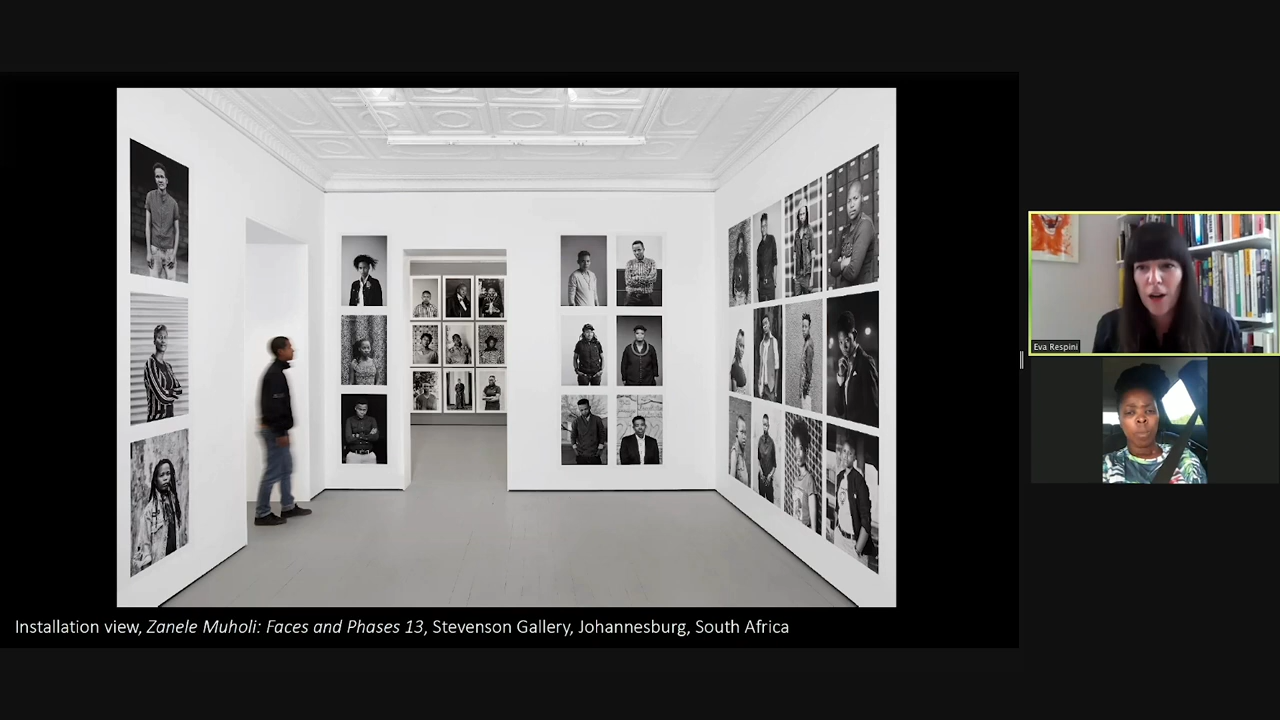 Eva Respini
Installation view, Zanele Muholi: Faces and Phases 13, Stevenson Gallery, Johannesburg, South Africa